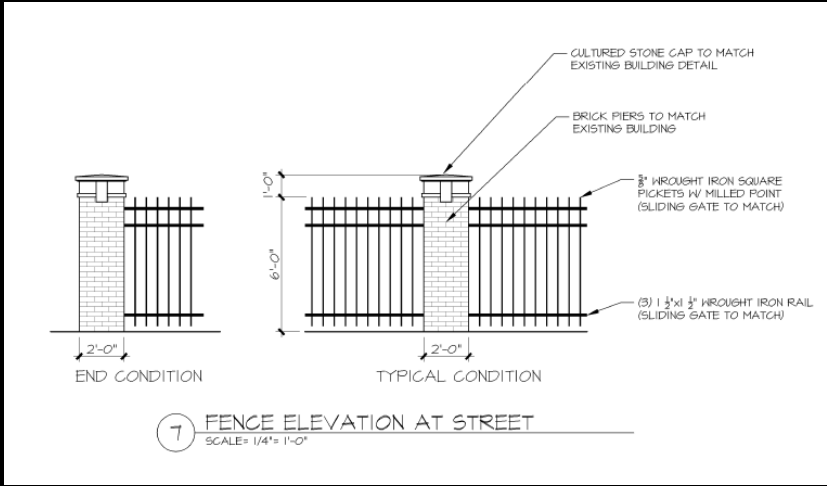 CULTURED STONE CAP TO MATCH
EXISTING BUILDING DETAIL
BRICK PIERS TO MATCH
EXISTING BUILDING
5/8" WROUGHT IRON SQUARE
PICKETS W/ MILLED POINT
(SLIDING GATE TO MATCH)
1'-0"
6'-0"
(3) 1 1/2"x1 1/2" WROUGHT IRON RAIL
(SLIDING GATE TO MATCH)
2'-0"
2'-0"
END CONDITION
TYPICAL CONDITION
7
FENCE ELEVATION AT STREET
SCALE= 1/4"= 1'-0"